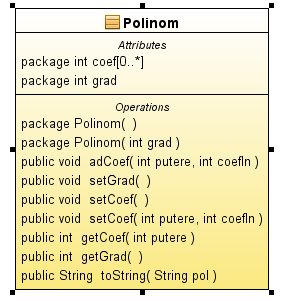 Polinom
Attributes
package int coef[0..*]
package int grad
Operations
package Polinom(  )
package Polinom( int grad )
public void  adCoef( int putere, int coefIn )
public void  setGrad(  )
public void  setCoef(  )
public void  setCoef( int putere, int coefIn )
public int  getCoef( int putere )
public int  getGrad(  )
public String  toString( String pol )